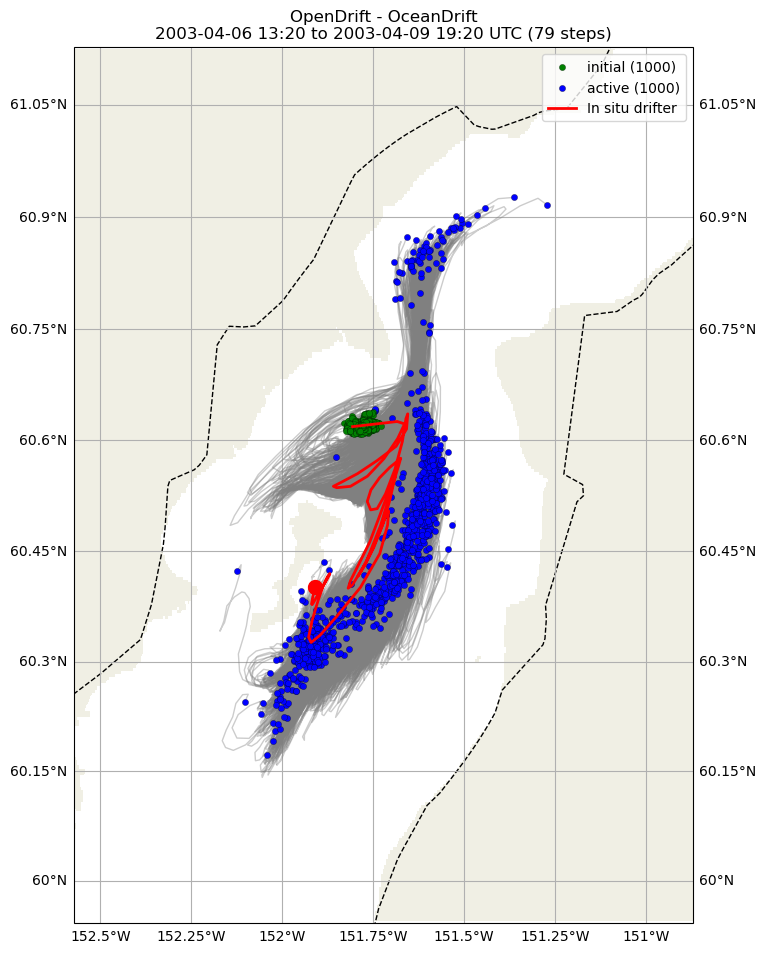 OpenDrift - OceanDrift
2003-04-06 13:20 to 2003-04-09 19:20 UTC (79 steps)
initial (1000)
active (1000)
In situ drifter
61.05°N 61.05°N
60.9°N 60.9°N
60.75°N 60.75°N
60.6°N 60.6°N
60.45°N 60.45°N
60.3°N 60.3°N
60.15°N 60.15°N
60°N 60°N
152.5°W 152.25°W 152°W 151.75°W 151.5°W 151.25°W 151°W